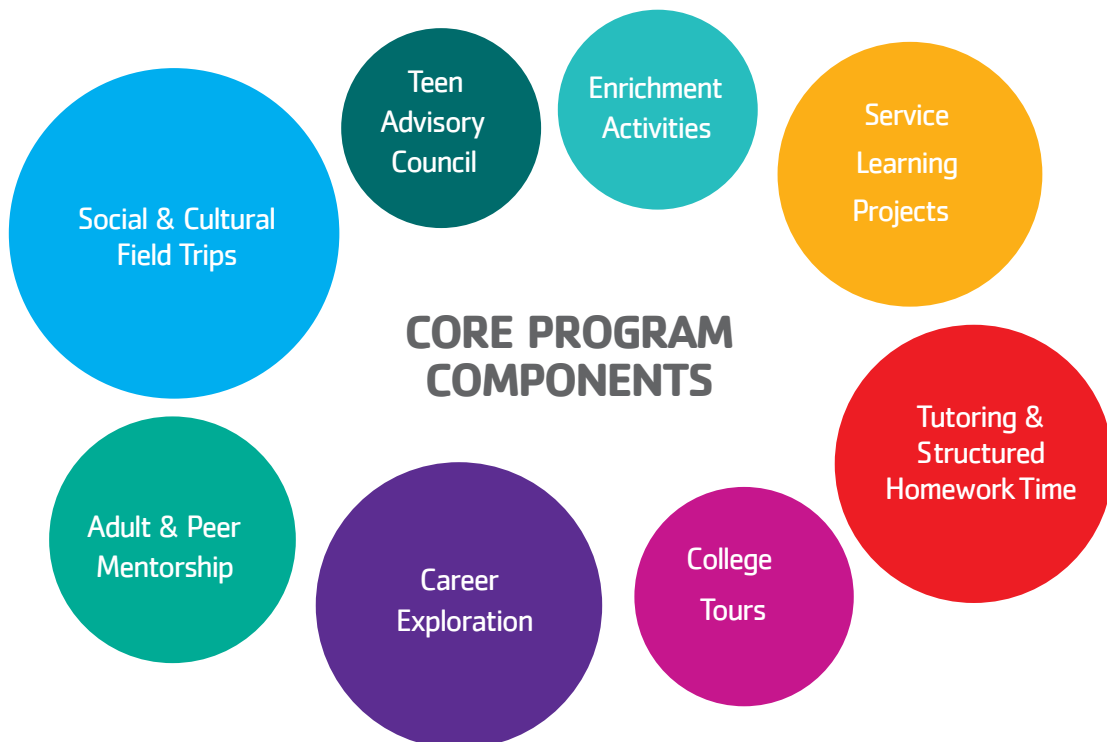 Teen
Advisory
Council
Enrichment
Activities
Service
Learning
Projects
Social & Cultural
Field Trips
CORE PROGRAM
COMPONENTS
Tutoring &
Structured
Homework Time
Adult & Peer
Mentorship
Career
Exploration
College
Tours